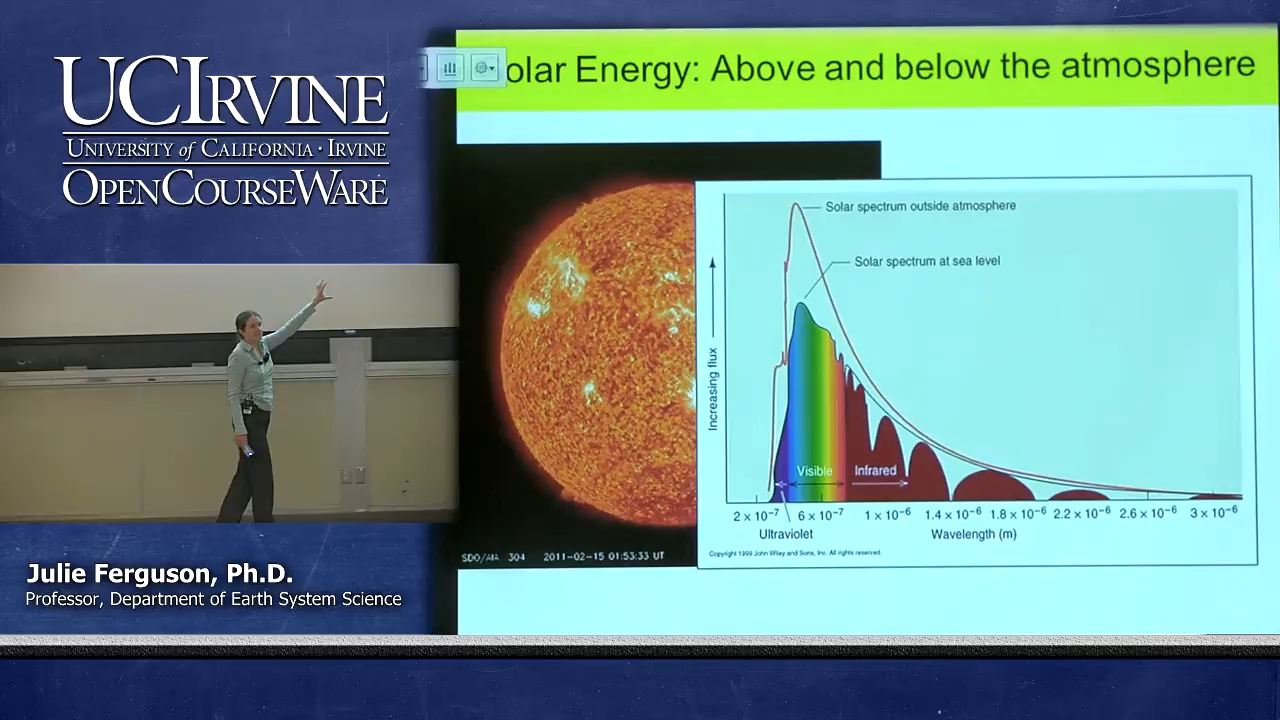 UCIRVINE
UNIVERSITY of CALIFORNIA · IRVINE
OPENCOURSEWARE
olar Energy: Above and below the atmosphere
Solar spectrum outside atmosphere
Solar spectrum at sea level
Increasing flux
Visible
Infrared
2 × 10⁻⁷ 6 × 10⁻⁷ 1 × 10⁻⁶ 1.4 × 10⁻⁶ 1.8 × 10⁻⁶ 2.2 × 10⁻⁶ 2.6 × 10⁻⁶ 3 × 10⁻⁶
Ultraviolet
Wavelength (m)
Copyright 1999 John Wiley and Sons, Inc. All rights reserved.
SDO/AIA 304 2011-02-15 01:53:33 UT
Julie Ferguson, Ph.D.
Professor, Department of Earth System Science